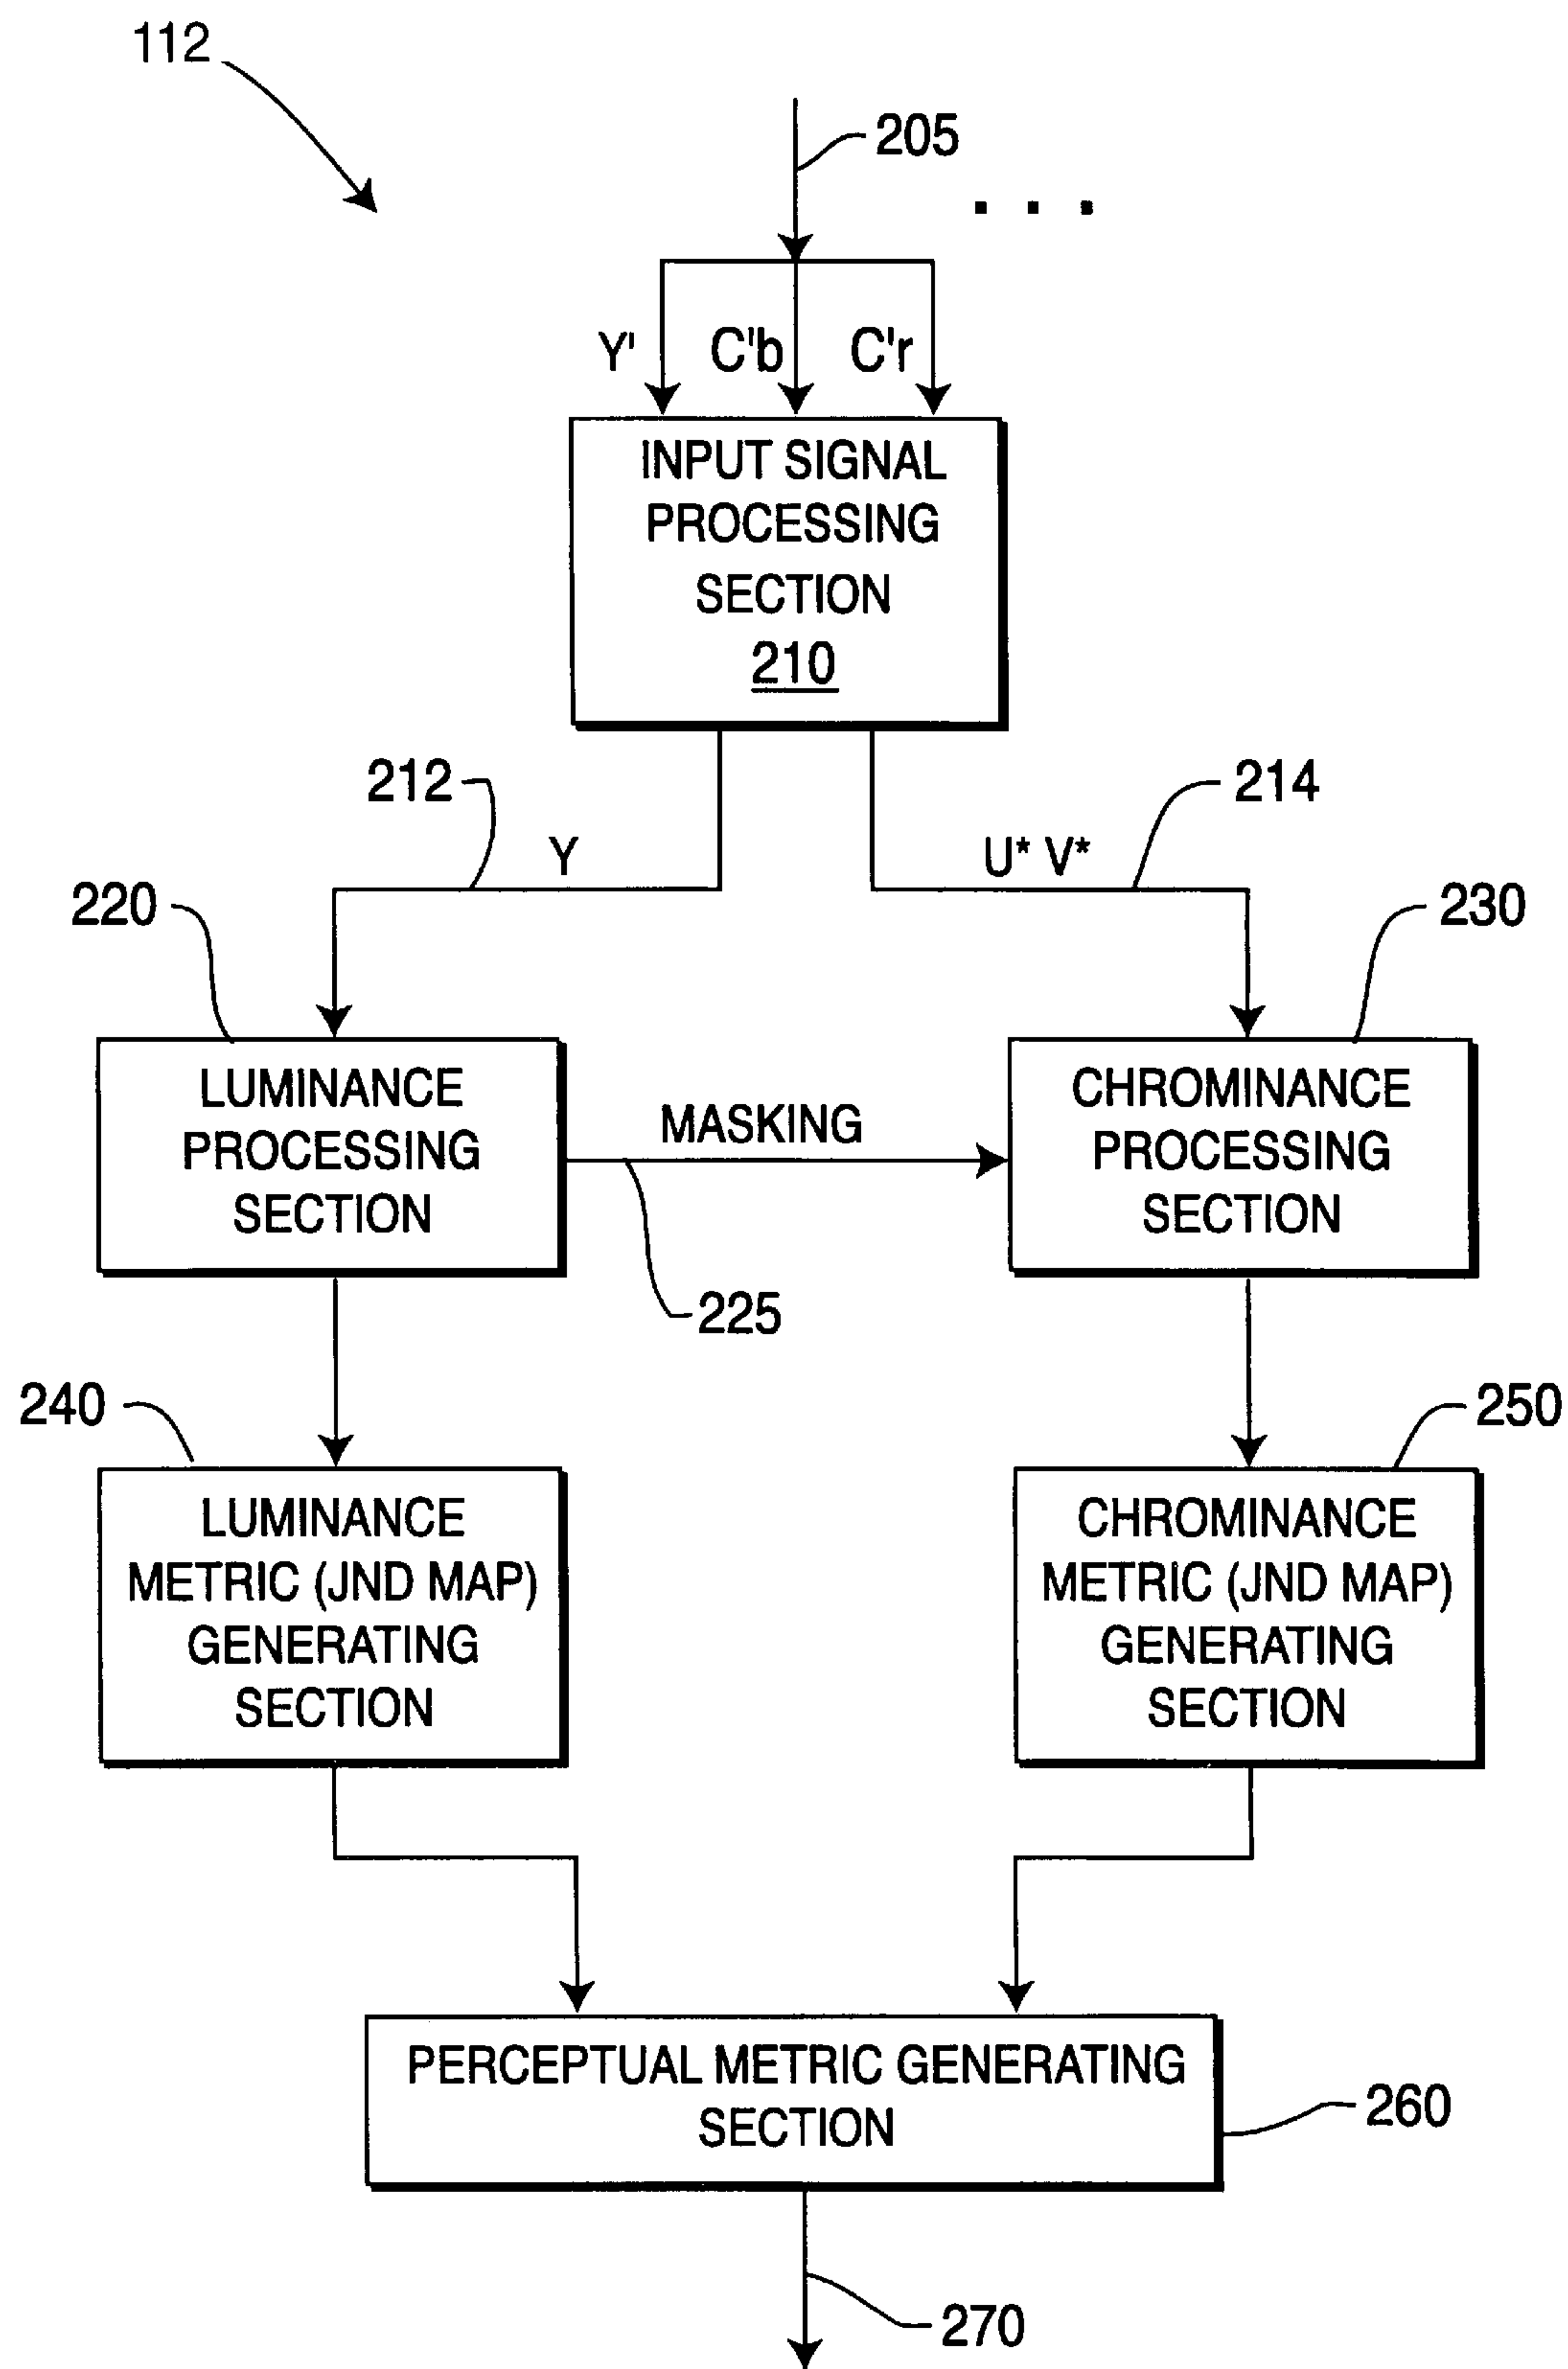 112
205
. . .
Y' C'b C'r
INPUT SIGNAL
PROCESSING
SECTION
210
212
214
Y
U* V*
220
230
LUMINANCE
PROCESSING
SECTION
MASKING
CHROMINANCE
PROCESSING
SECTION
225
240
250
LUMINANCE
METRIC (JND MAP)
GENERATING
SECTION
CHROMINANCE
METRIC (JND MAP)
GENERATING
SECTION
PERCEPTUAL METRIC GENERATING
SECTION
260
270